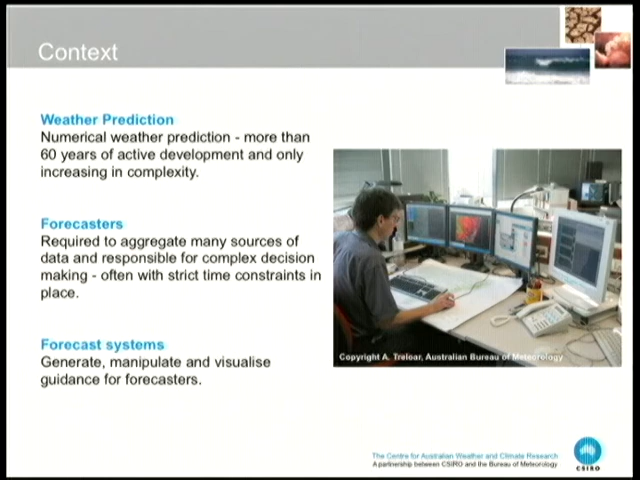 Context
Weather Prediction
Numerical weather prediction - more than
60 years of active development and only
increasing in complexity.
Forecasters
Required to aggregate many sources of
data and responsible for complex decision
making - often with strict time constraints in
place.
Forecast systems
Generate, manipulate and visualise
guidance for forecasters.
Copyright A. Treloar, Australian Bureau of Meteorology
The Centre for Australian Weather and Climate Research
A partnership between CSIRO and the Bureau of Meteorology
CSIRO